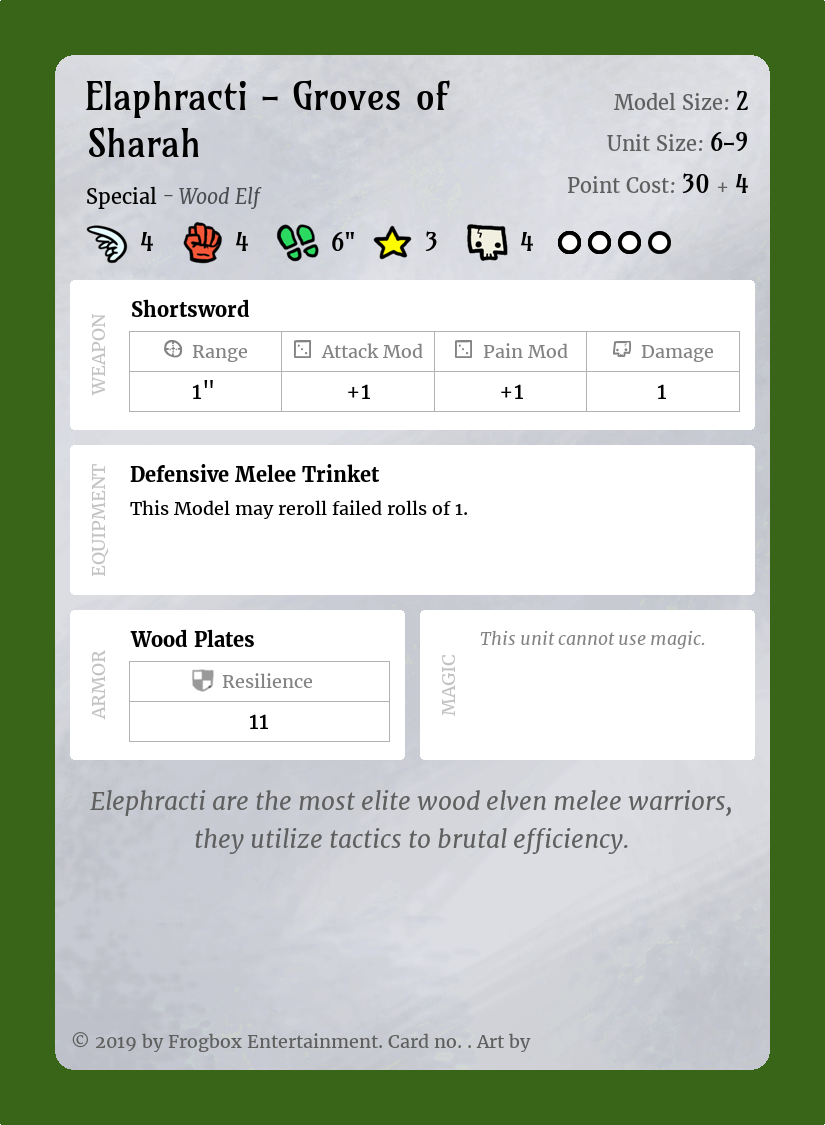 Elaphracti – Groves of
Sharah
Model Size: 2
Unit Size: 6–9
Point Cost: 30 + 4
Special – Wood Elf
4 4 6" 3 4
WEAPON
Shortsword
Range Attack Mod Pain Mod Damage
1" +1 +1 1
EQUIPMENT
Defensive Melee Trinket
This Model may reroll failed rolls of 1.
ARMOR
Wood Plates
Resilience
11
MAGIC
This unit cannot use magic.
Elephracti are the most elite wood elven melee warriors,
they utilize tactics to brutal efficiency.
© 2019 by Frogbox Entertainment. Card no. . Art by